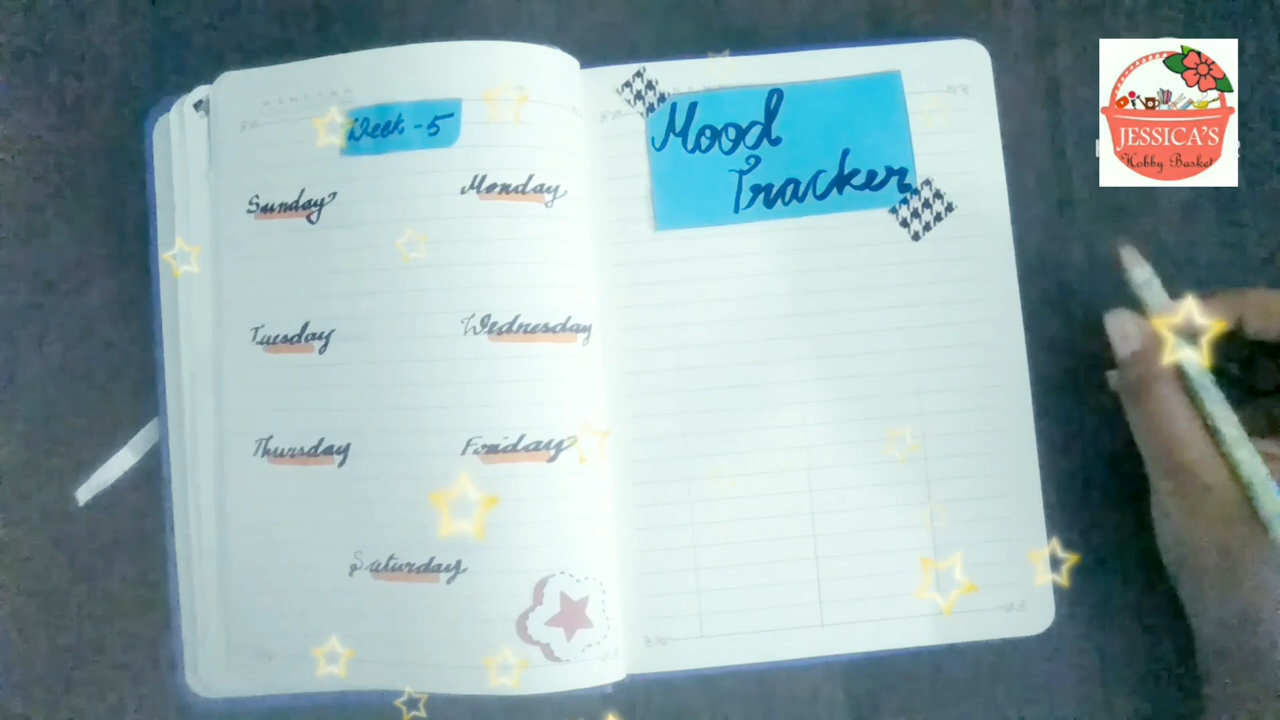 Week - 5
Sunday
Monday
Tuesday
Wednesday
Thursday
Friday
Saturday
Mood
Tracker
JESSICA'S
Hobby Basket